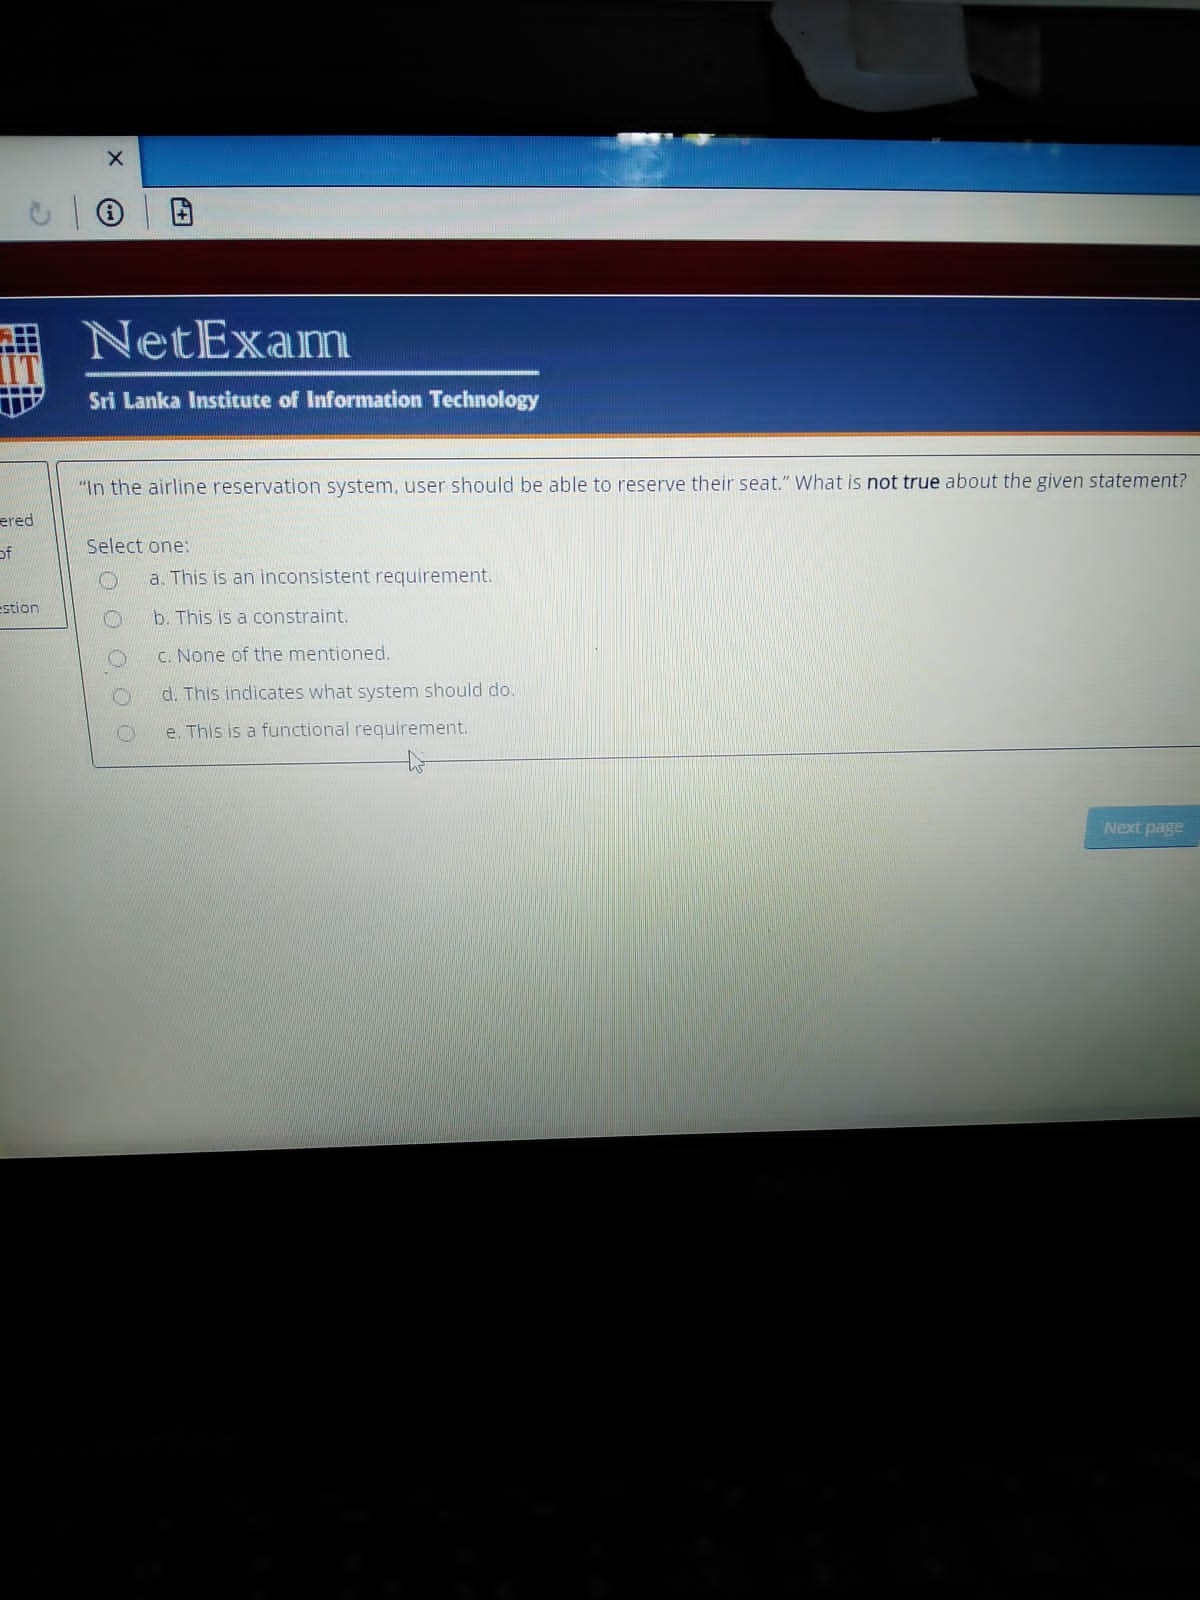 NetExam
IIT
Sri Lanka Institute of Information Technology
"In the airline reservation system, user should be able to reserve their seat." What is not true about the given statement?
ered
of
estion
Select one:
a. This is an inconsistent requirement.
b. This is a constraint.
c. None of the mentioned.
d. This indicates what system should do.
e. This is a functional requirement.
Next page